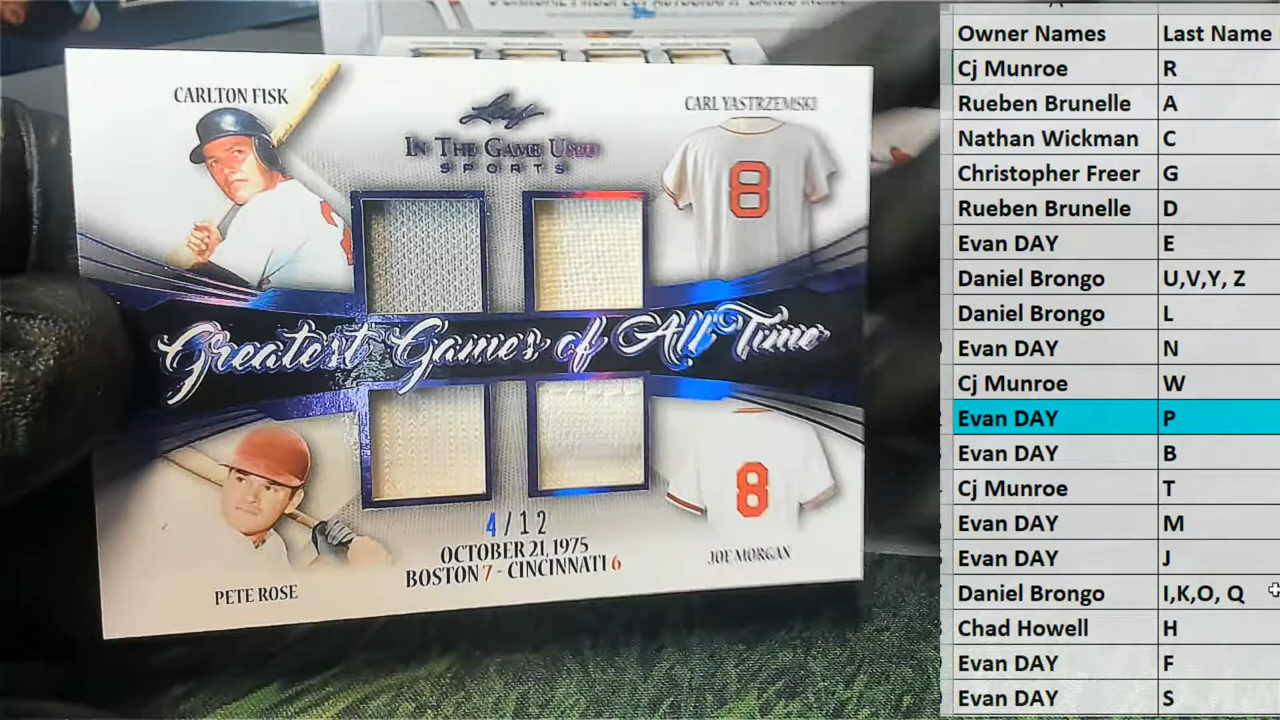 CARLTON FISK
Leaf
IN THE GAME USED
SPORTS
CARL YASTRZEMSKI
8
Greatest Games of All Time
PETE ROSE
4/12
OCTOBER 21, 1975
BOSTON 7 - CINCINNATI 6
8
JOE MORGAN
Owner Names Last Name
Cj Munroe R
Rueben Brunelle A
Nathan Wickman C
Christopher Freer G
Rueben Brunelle D
Evan DAY E
Daniel Brongo U,V,Y, Z
Daniel Brongo L
Evan DAY N
Cj Munroe W
Evan DAY P
Evan DAY B
Cj Munroe T
Evan DAY M
Evan DAY J
Daniel Brongo I,K,O, Q
Chad Howell H
Evan DAY F
Evan DAY S